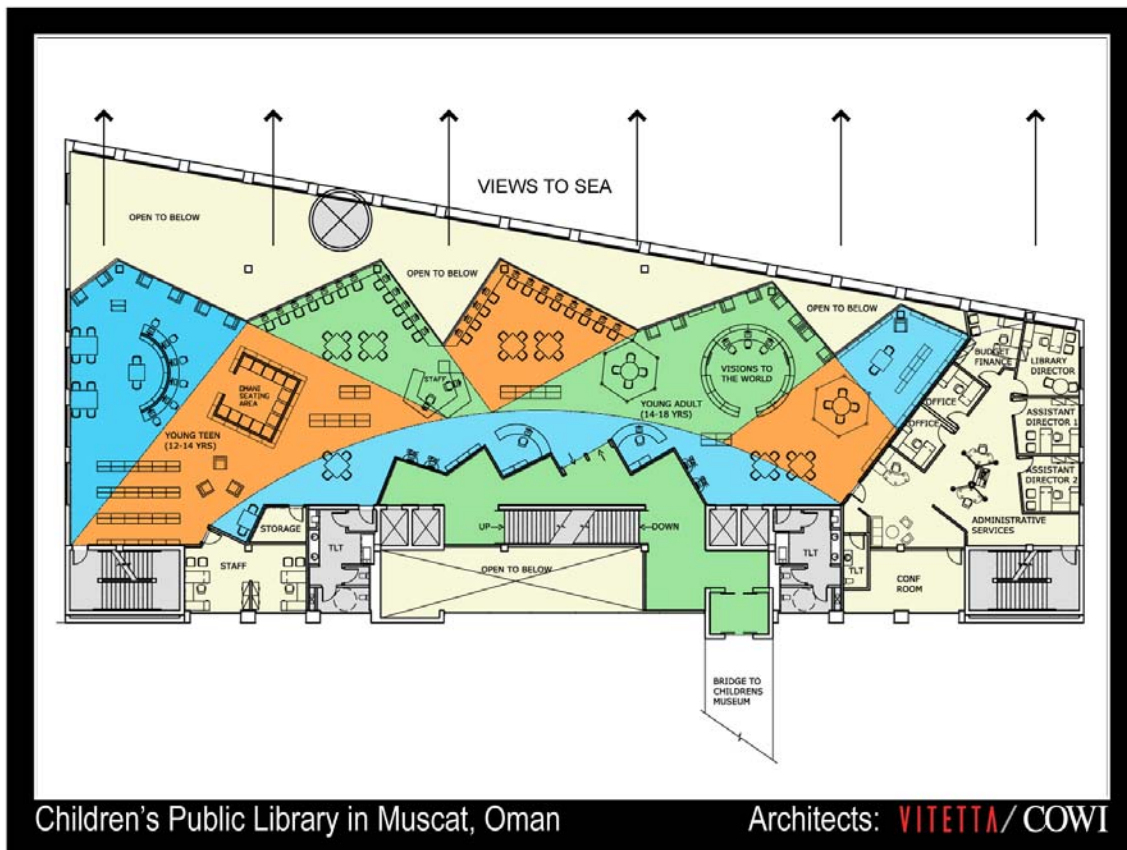 VIEWS TO SEA
OPEN TO BELOW
OPEN TO BELOW
OPEN TO BELOW
BUDGET
FINANCE
LIBRARY
DIRECTOR
STAFF
VISIONS TO
THE WORLD
OMANI
SEATING
AREA
OFFICE
OFFICE
YOUNG ADULT
(14-18 YRS)
ASSISTANT
DIRECTOR 1
YOUNG TEEN
(12-14 YRS)
ASSISTANT
DIRECTOR 2
STORAGE
UP
DOWN
ADMINISTRATIVE
SERVICES
STAFF
TLT
OPEN TO BELOW
TLT
TLT
CONF
ROOM
BRIDGE TO
CHILDRENS
MUSEUM
Children's Public Library in Muscat, Oman
Architects: VITETTA/COWI